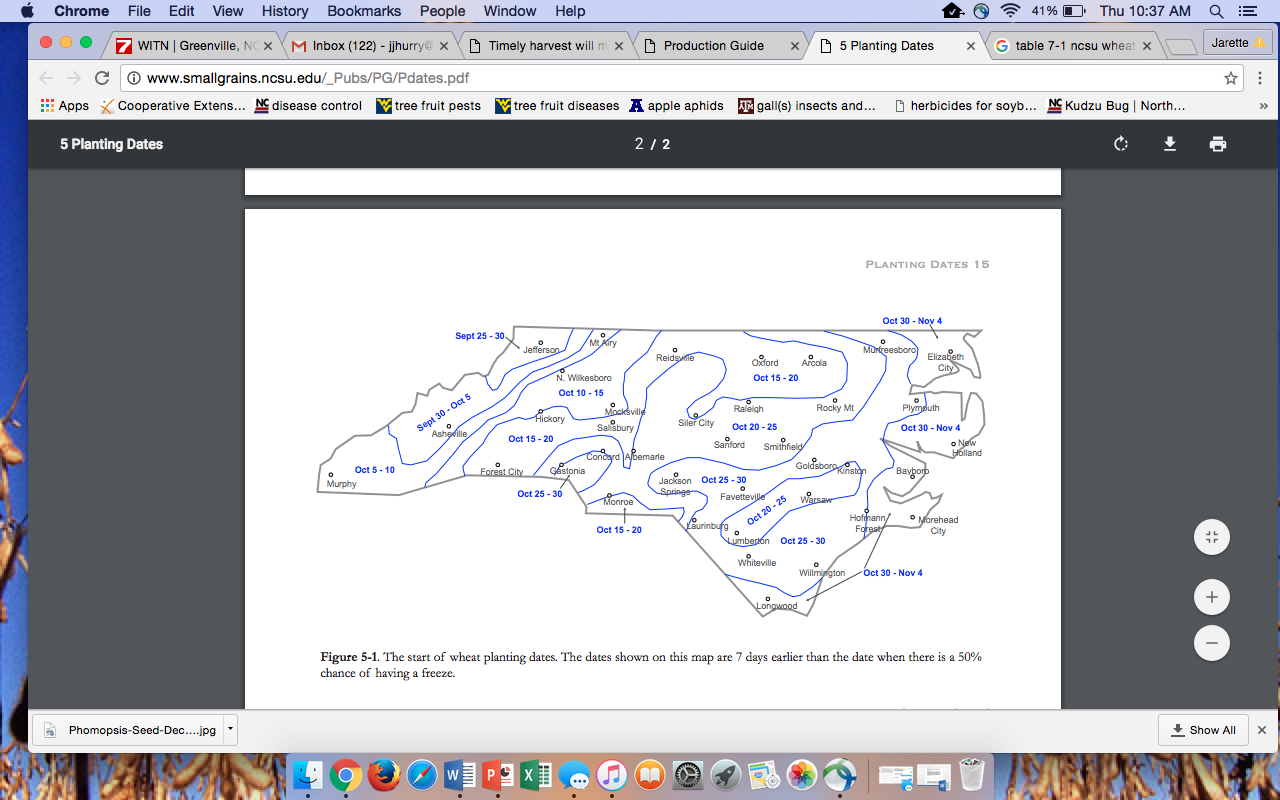 Chrome File Edit View History Bookmarks People Window Help 41% Thu 10:37 AM
WITN | Greenville, NC Inbox (122) - jjhurry@ Timely harvest will m Production Guide 5 Planting Dates table 7-1 ncsu wheat Jarette
www.smallgrains.ncsu.edu/_Pubs/PG/Pdates.pdf
Apps Cooperative Extens... NC disease control tree fruit pests tree fruit diseases apple aphids gall(s) insects and... herbicides for soyb... NC Kudzu Bug | North... »
5 Planting Dates 2 / 2
PLANTING DATES 15
Oct 30 - Nov 4
Sept 25 - 30
Jefferson
Mt Airy
Reidsville
Oxford
Arcola
Murfreesboro
Elizabeth
City
N. Wilkesboro
Oct 15 - 20
Oct 10 - 15
Sept 30 - Oct 5
Asheville
Hickory
Mocksville
Salisbury
Siler City
Raleigh
Rocky Mt
Plymouth
Oct 20 - 25
Oct 30 - Nov 4
Oct 15 - 20
Sanford
Smithfield
New
Holland
Concord
Albemarle
Oct 5 - 10
Murphy
Forest City
Gastonia
Goldsboro
Kinston
Bayboro
Jackson
Springs
Oct 25 - 30
Oct 25 - 30
Monroe
Fayetteville
Oct 20 - 25
Warsaw
Hofmann
Forest
Morehead
City
Oct 15 - 20
Laurinburg
Lumberton
Oct 25 - 30
Whiteville
Wilmington
Oct 30 - Nov 4
Longwood
Figure 5-1. The start of wheat planting dates. The dates shown on this map are 7 days earlier than the date when there is a 50%
chance of having a freeze.
Phomopsis-Seed-Dec....jpg Show All